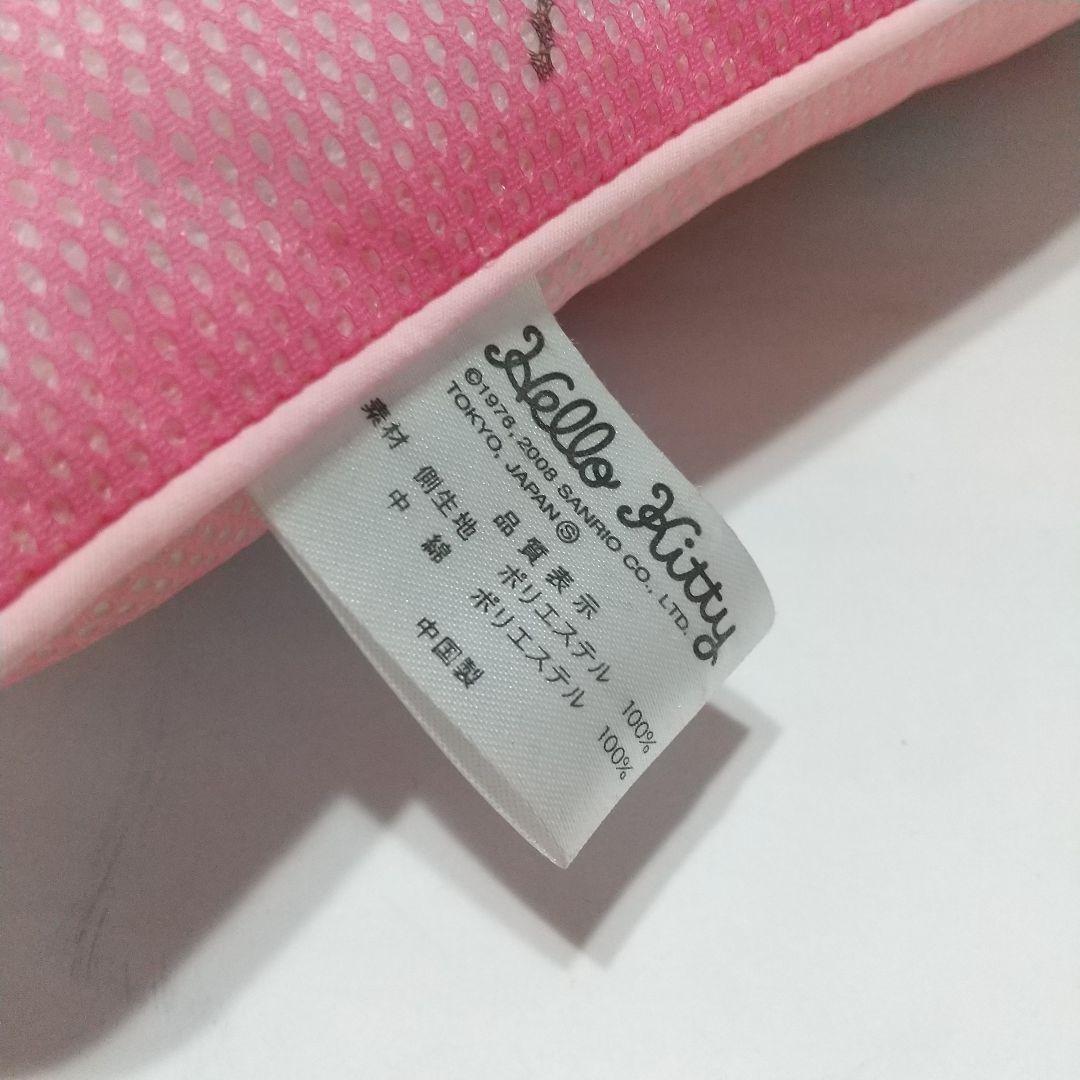 Hello Kitty
©1976, 2008 SANRIO CO., LTD.
TOKYO, JAPAN Ⓢ
品質表示
素材 側生地 ポリエステル 100%
中綿 ポリエステル 100%
中国製